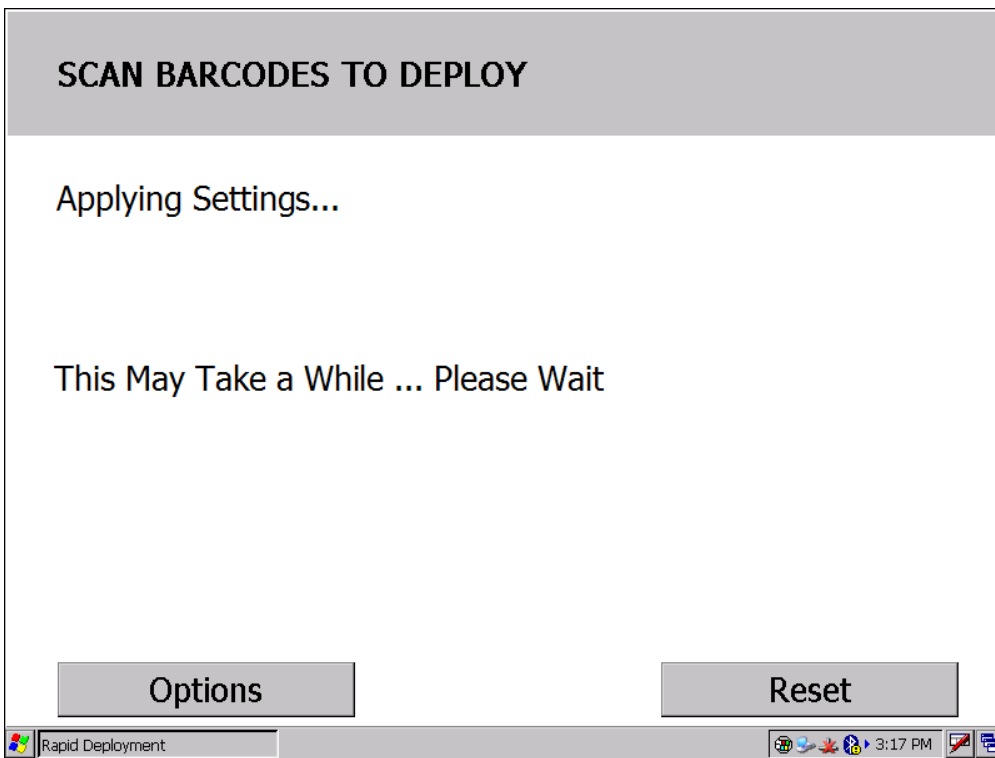 SCAN BARCODES TO DEPLOY
Applying Settings...
This May Take a While ... Please Wait
Options
Reset
Rapid Deployment
3:17 PM